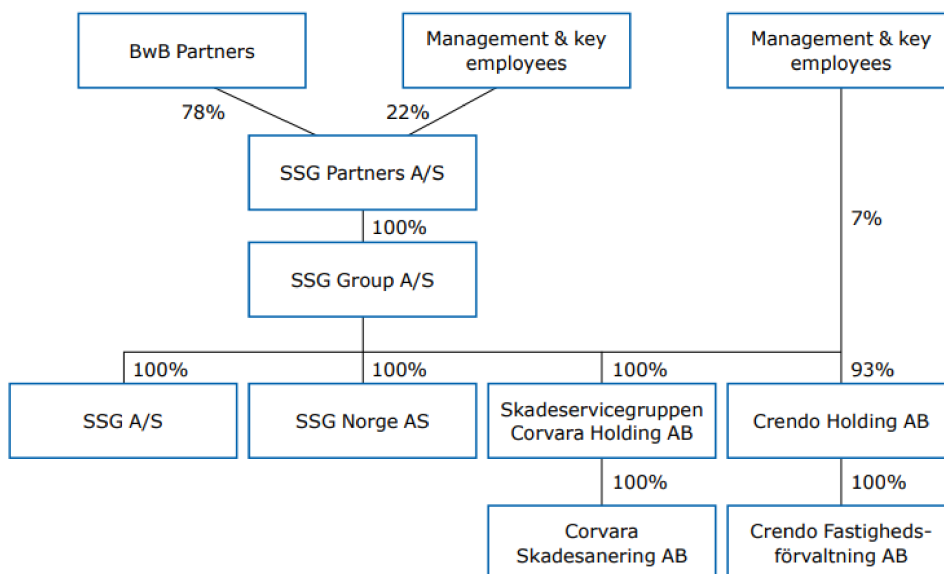 BwB Partners
Management & key
employees
Management & key
employees
78%
22%
SSG Partners A/S
100%
7%
SSG Group A/S
100%
100%
100%
93%
SSG A/S
SSG Norge AS
Skadeservicegruppen
Corvara Holding AB
Crendo Holding AB
100%
100%
Corvara
Skadesanering AB
Crendo Fastigheds-
förvaltning AB